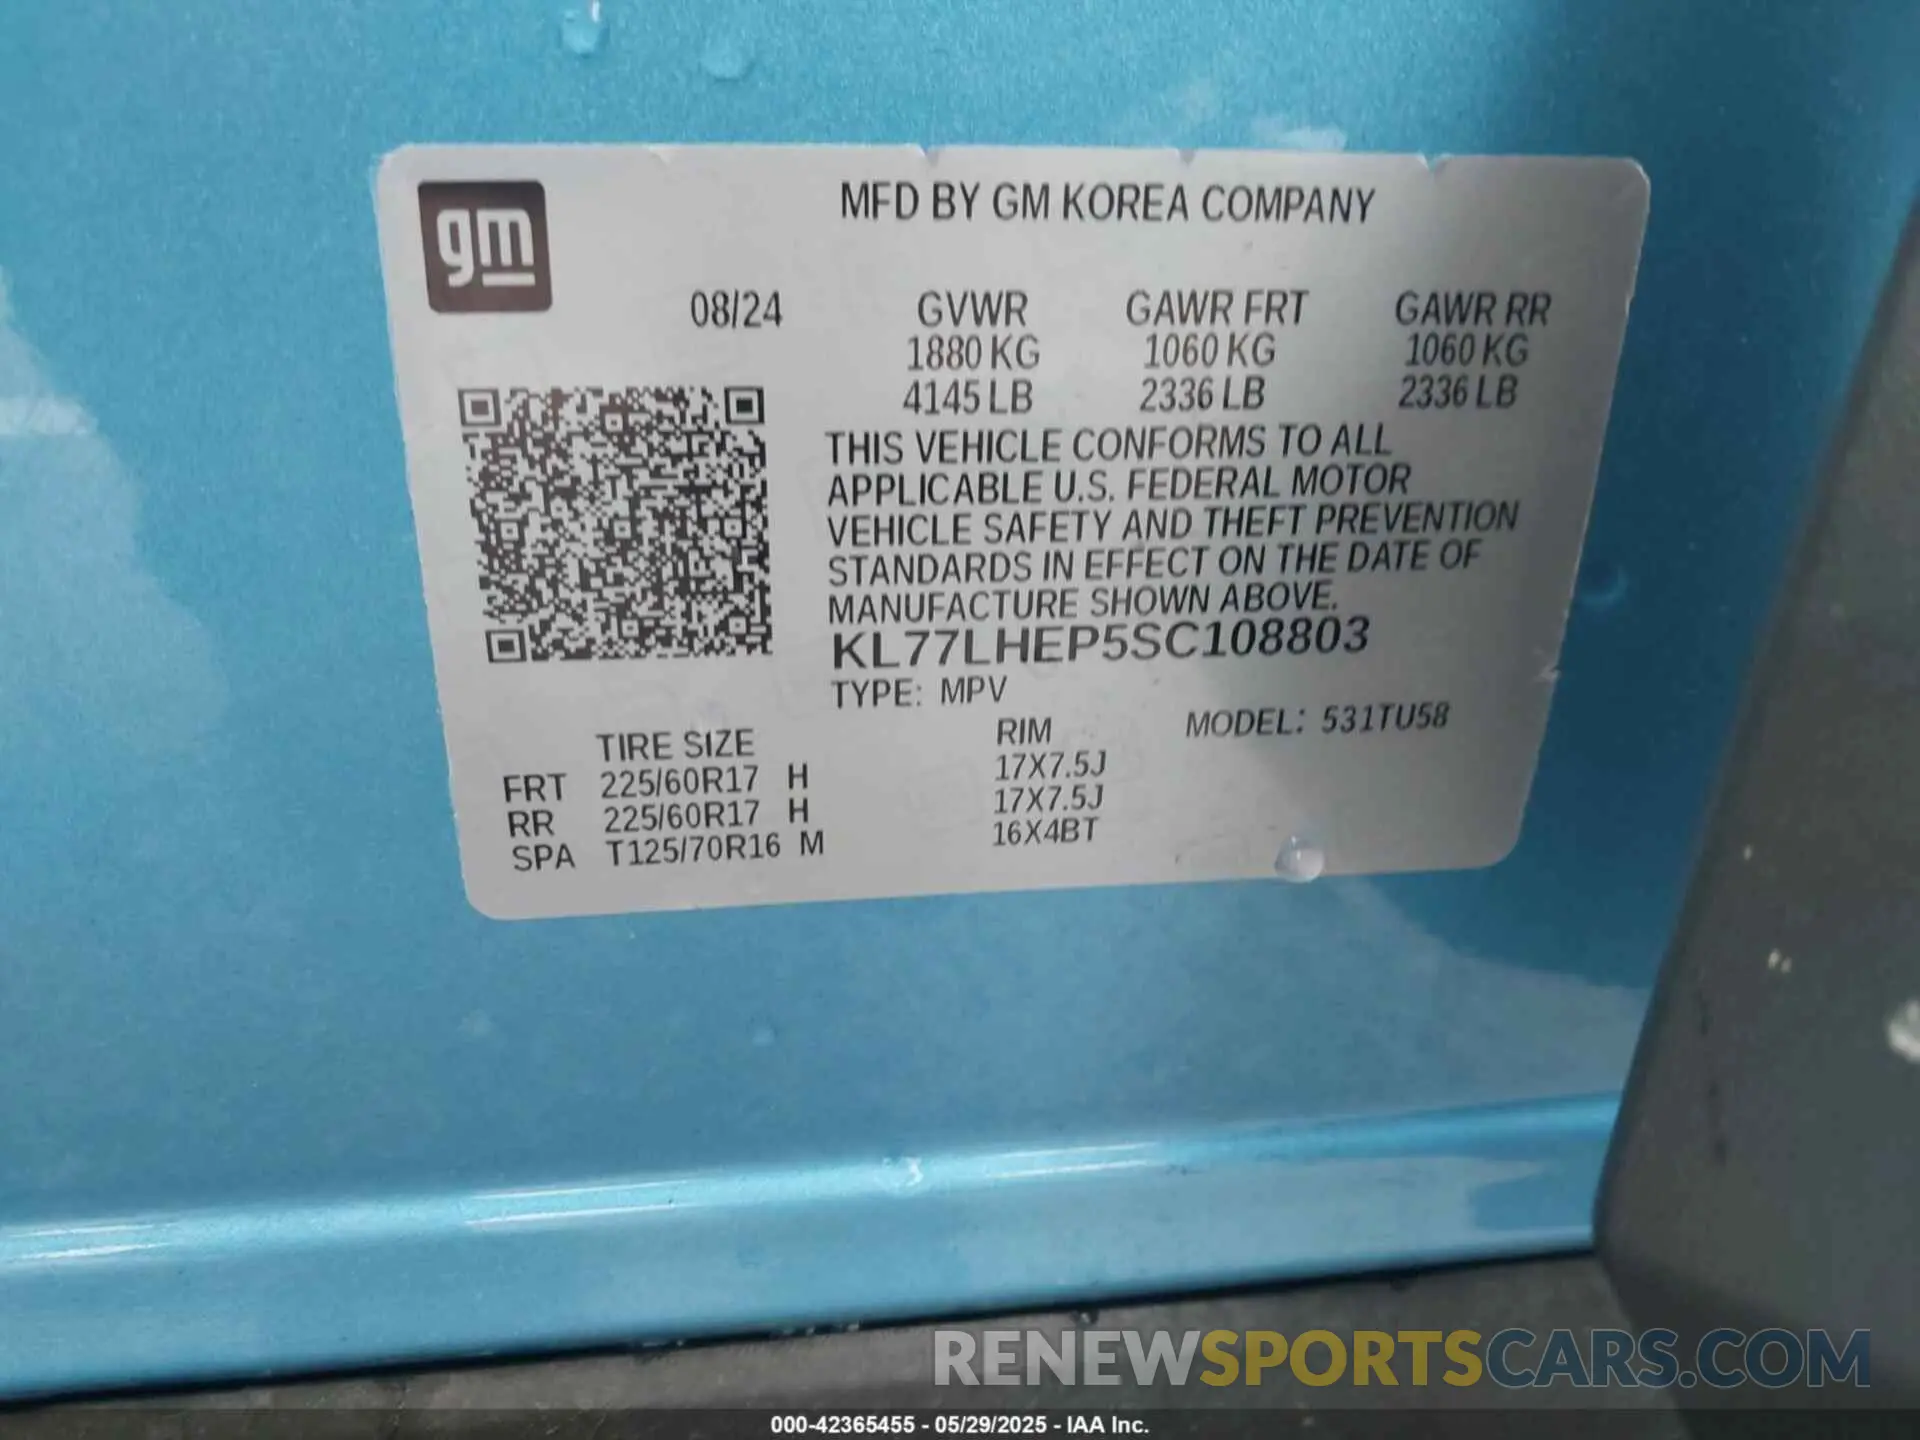 gm
MFD BY GM KOREA COMPANY
08/24 GVWR GAWR FRT GAWR RR
1880 KG 1060 KG 1060 KG
4145 LB 2336 LB 2336 LB
THIS VEHICLE CONFORMS TO ALL
APPLICABLE U.S. FEDERAL MOTOR
VEHICLE SAFETY AND THEFT PREVENTION
STANDARDS IN EFFECT ON THE DATE OF
MANUFACTURE SHOWN ABOVE.
KL77LHEP5SC108803
TYPE: MPV
TIRE SIZE RIM MODEL: 531TU58
FRT 225/60R17 H 17X7.5J
RR 225/60R17 H 17X7.5J
SPA T125/70R16 M 16X4BT
RENEWSPORTSCARS.COM
000-42365455 - 05/29/2025 - IAA Inc.